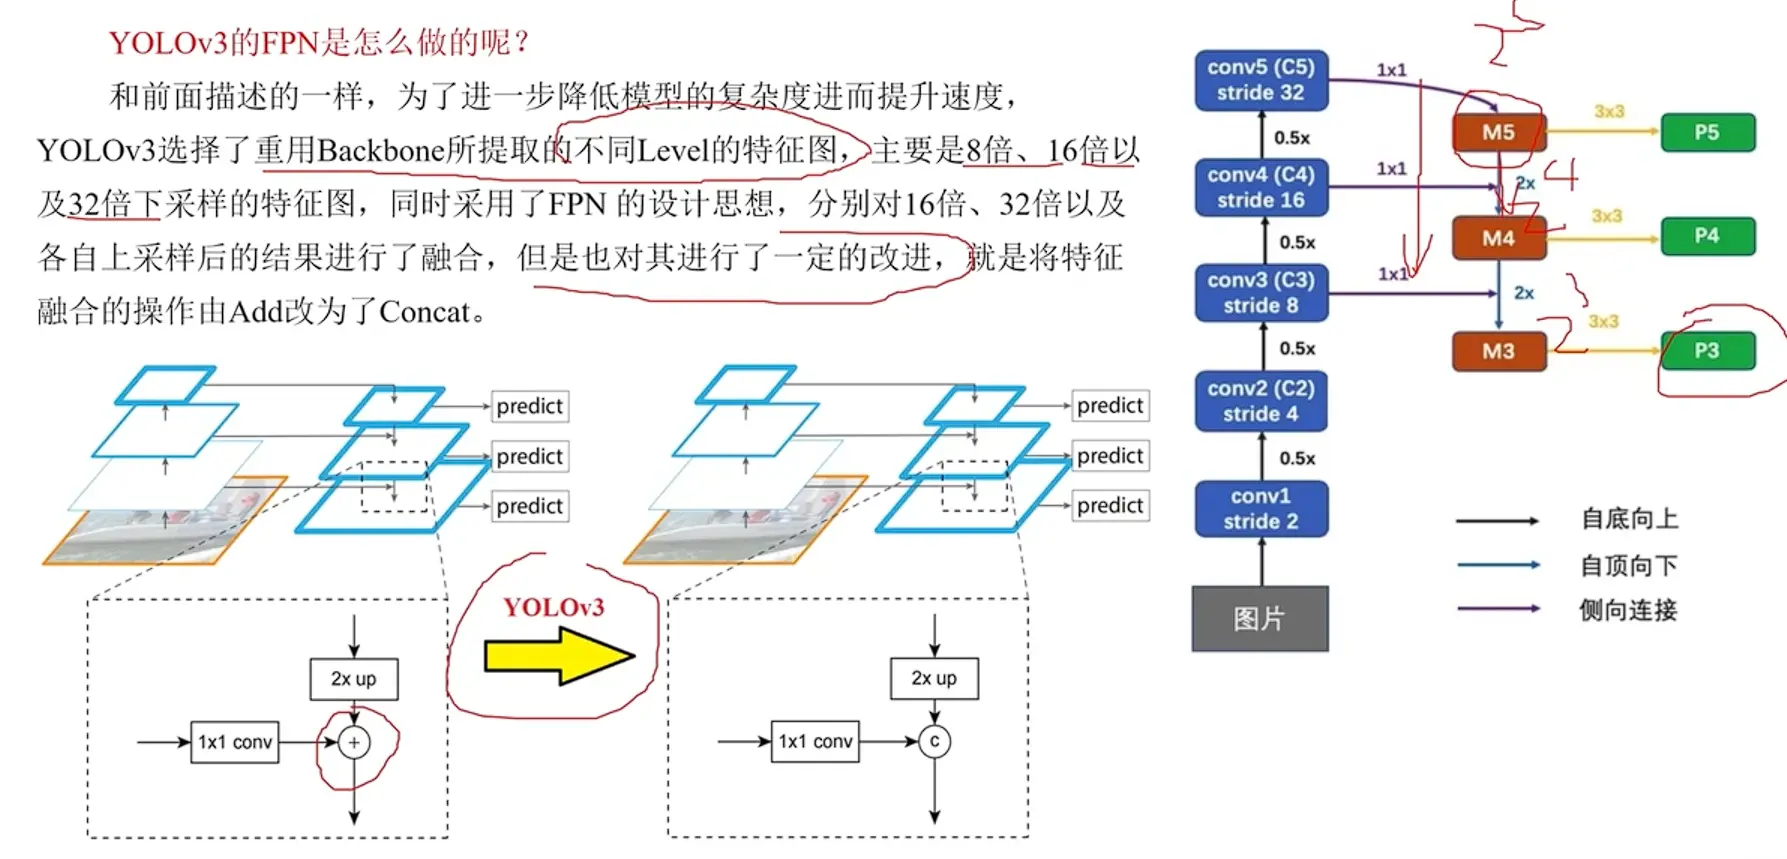 YOLOv3的FPN是怎么做的呢?
和前面描述的一样，为了进一步降低模型的复杂度进而提升速度，
YOLOv3选择了重用Backbone所提取的不同Level的特征图，主要是8倍、16倍以
及32倍下采样的特征图，同时采用了FPN 的设计思想，分别对16倍、32倍以及
各自上采样后的结果进行了融合，但是也对其进行了一定的改进，就是将特征
融合的操作由Add改为了Concat。
predict
predict
predict
2x up
1x1 conv
+
YOLOv3
predict
predict
predict
2x up
1x1 conv
c
conv5 (C5)
stride 32
0.5x
conv4 (C4)
stride 16
0.5x
conv3 (C3)
stride 8
0.5x
conv2 (C2)
stride 4
0.5x
conv1
stride 2
图片
1x1
1x1
1x1
M5
3x3
P5
2x
4
M4
3x3
P4
2x
2
M3
3x3
P3
自底向上
自顶向下
侧向连接